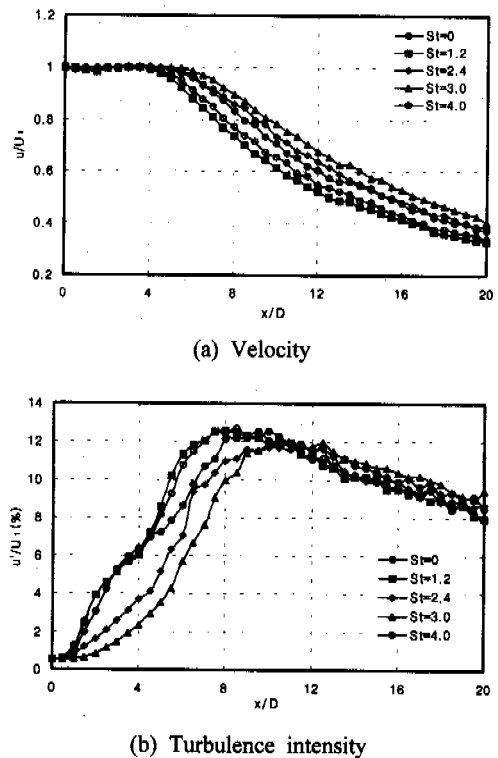 1.2
1
0.8
0.6
0.4
0.2
u/U₁
St=0
St=1.2
St=2.4
St=3.0
St=4.0
0 4 8 12 16 20
x/D
(a) Velocity
14
12
10
8
6
4
2
0
u'/U₁(%)
St=0
St=1.2
St=2.4
St=3.0
St=4.0
0 4 8 12 16 20
x/D
(b) Turbulence intensity